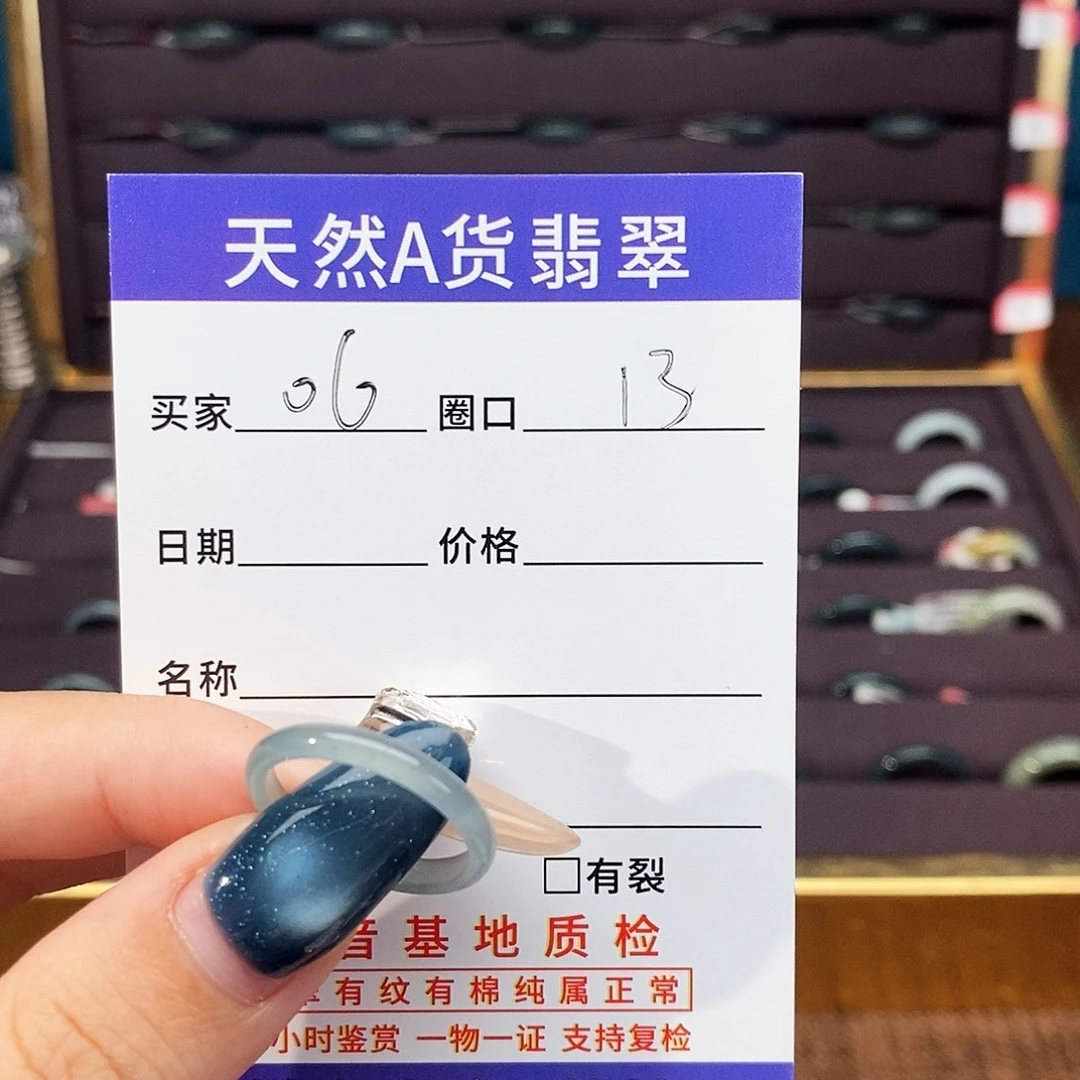 天然A货翡翠
买家 06 圈口 13
日期 价格
名称
□有裂
音基地质检
有纹有棉纯属正常
小时鉴赏 一物一证 支持复检